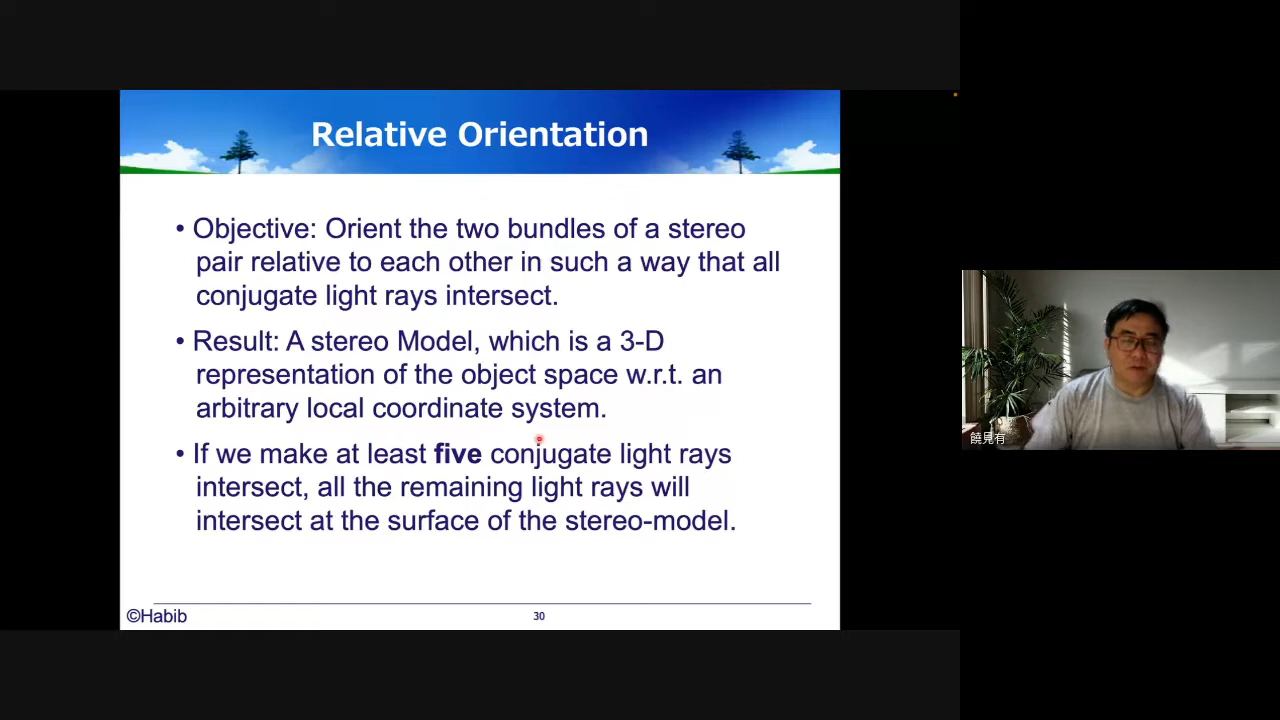 Relative Orientation
• Objective: Orient the two bundles of a stereo
pair relative to each other in such a way that all
conjugate light rays intersect.
• Result: A stereo Model, which is a 3-D
representation of the object space w.r.t. an
arbitrary local coordinate system.
• If we make at least five conjugate light rays
intersect, all the remaining light rays will
intersect at the surface of the stereo-model.
©Habib
30
饒見有